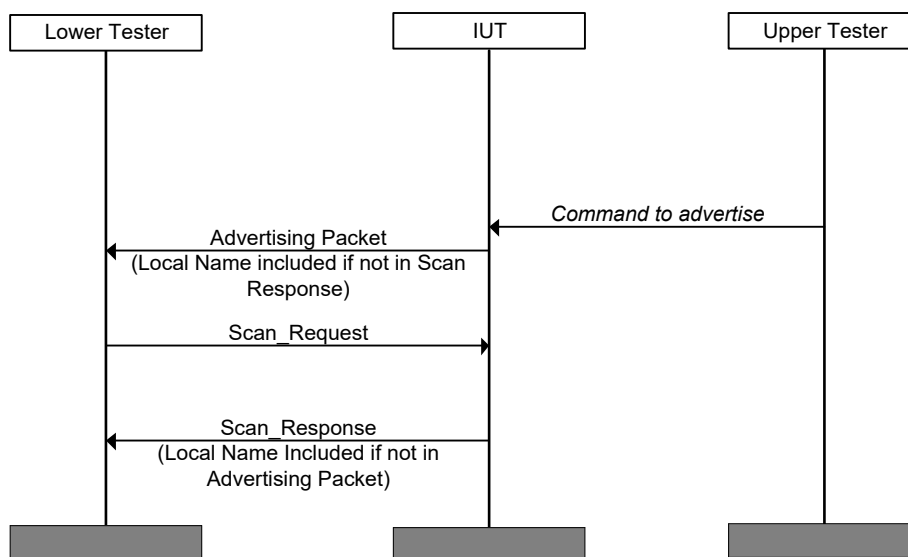 Lower Tester
IUT
Upper Tester
Command to advertise
Advertising Packet
(Local Name included if not in Scan
Response)
Scan_Request
Scan_Response
(Local Name Included if not in
Advertising Packet)